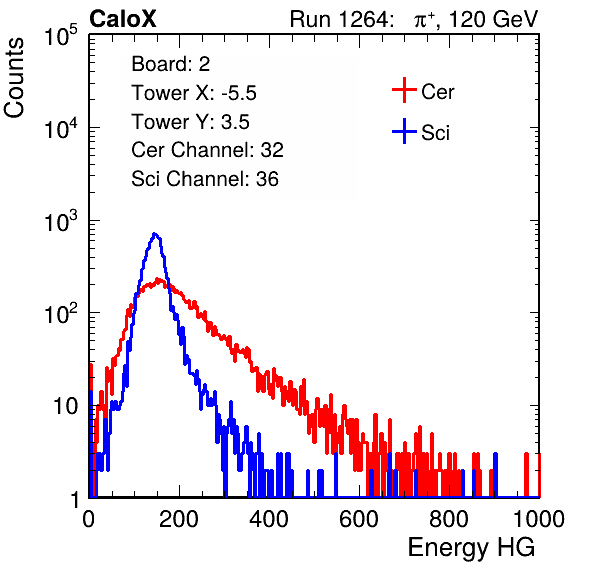 CaloX Run 1264: π⁺, 120 GeV
Counts
10⁵
10⁴
10³
10²
10
1
Board: 2
Tower X: -5.5
Tower Y: 3.5
Cer Channel: 32
Sci Channel: 36
Cer
Sci
0 200 400 600 800 1000
Energy HG